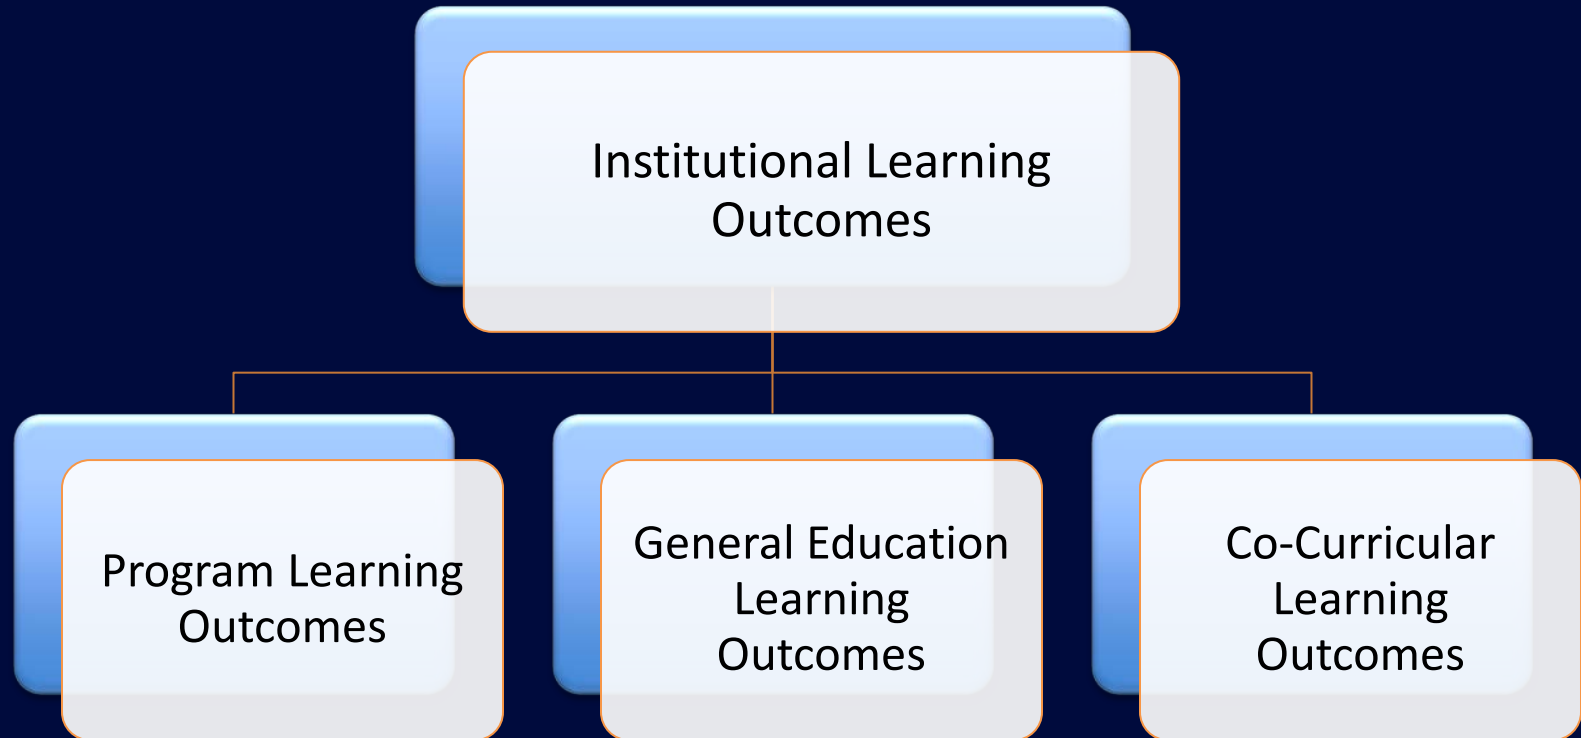 Institutional Learning
Outcomes
Program Learning
Outcomes
General Education
Learning
Outcomes
Co-Curricular
Learning
Outcomes